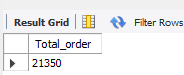 Result Grid
Filter Rows
Total_order
21350